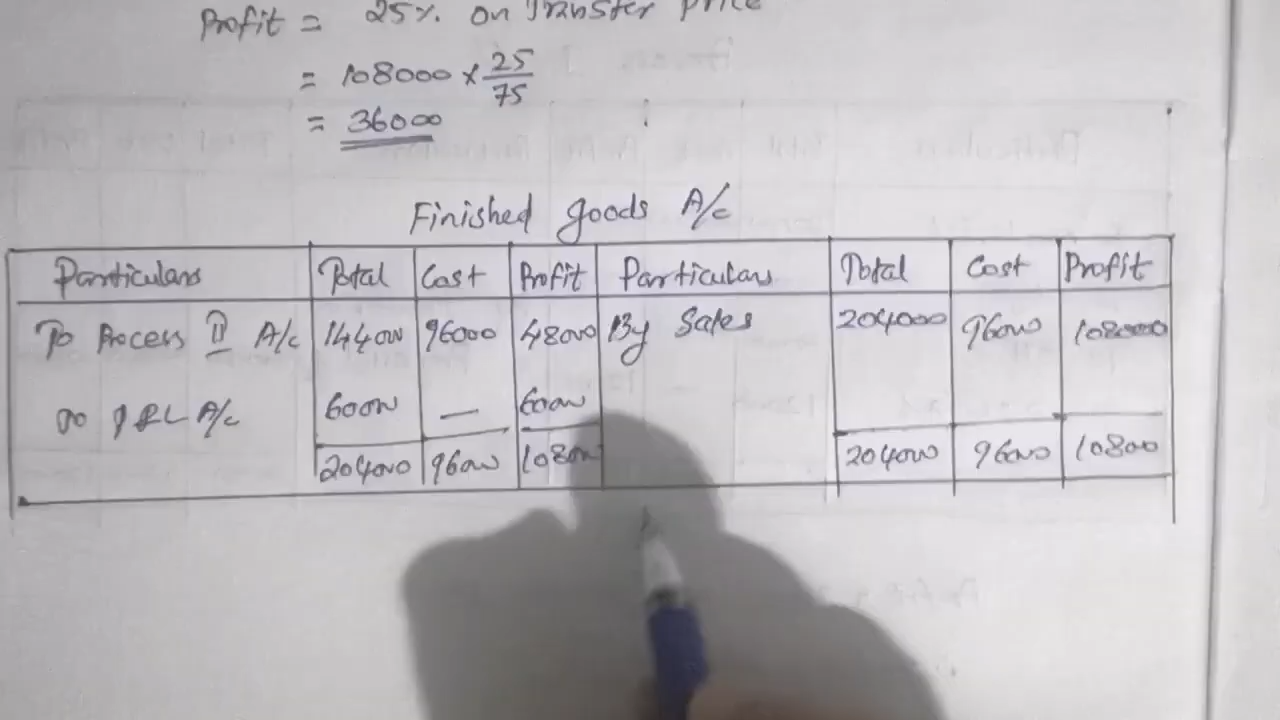 Profit = 25% on Transfer price
= 108000 × 25/75
= 36000
Finished goods A/c
Particulars Total Cost Profit Particulars Total Cost Profit
To Process II A/c 144000 96000 48000 By Sales 204000 96000 108000
To P&L A/c 60000 — 60000
204000 96000 108000 204000 96000 10800